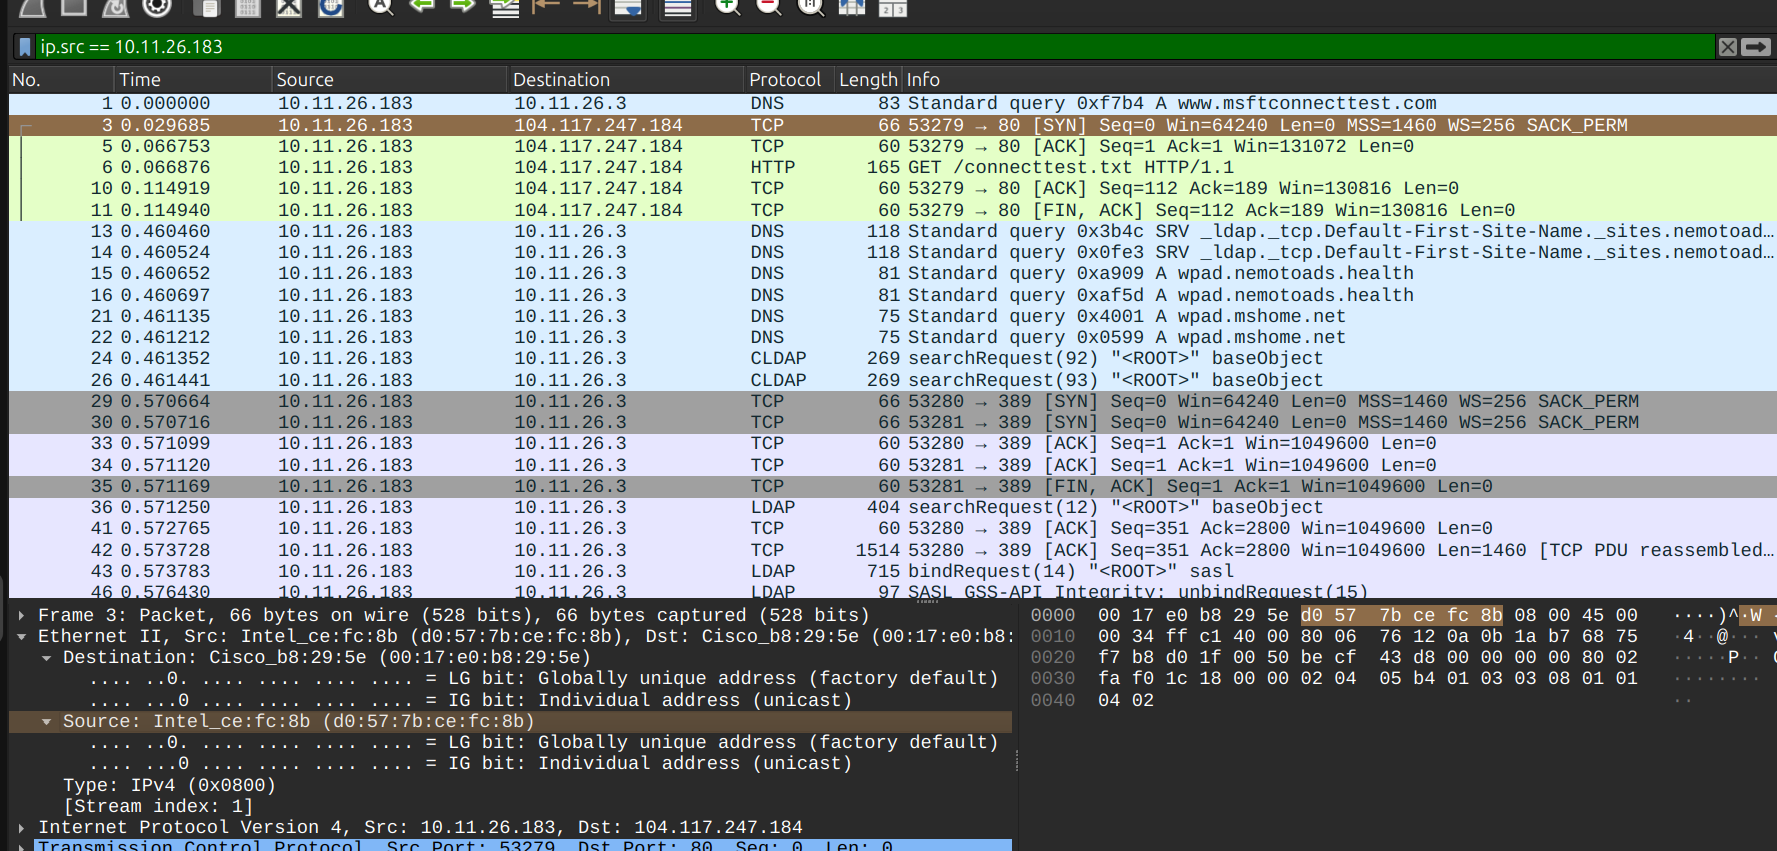 ip.src == 10.11.26.183
No. Time Source Destination Protocol Length Info
1 0.000000 10.11.26.183 10.11.26.3 DNS 83 Standard query 0xf7b4 A www.msftconnecttest.com
3 0.029685 10.11.26.183 104.117.247.184 TCP 66 53279 → 80 [SYN] Seq=0 Win=64240 Len=0 MSS=1460 WS=256 SACK_PERM
5 0.066753 10.11.26.183 104.117.247.184 TCP 60 53279 → 80 [ACK] Seq=1 Ack=1 Win=131072 Len=0
6 0.066876 10.11.26.183 104.117.247.184 HTTP 165 GET /connecttest.txt HTTP/1.1
10 0.114919 10.11.26.183 104.117.247.184 TCP 60 53279 → 80 [ACK] Seq=112 Ack=189 Win=130816 Len=0
11 0.114940 10.11.26.183 104.117.247.184 TCP 60 53279 → 80 [FIN, ACK] Seq=112 Ack=189 Win=130816 Len=0
13 0.460460 10.11.26.183 10.11.26.3 DNS 118 Standard query 0x3b4c SRV _ldap._tcp.Default-First-Site-Name._sites.nemotoad…
14 0.460524 10.11.26.183 10.11.26.3 DNS 118 Standard query 0x0fe3 SRV _ldap._tcp.Default-First-Site-Name._sites.nemotoad…
15 0.460652 10.11.26.183 10.11.26.3 DNS 81 Standard query 0xa909 A wpad.nemotoads.health
16 0.460697 10.11.26.183 10.11.26.3 DNS 81 Standard query 0xaf5d A wpad.nemotoads.health
21 0.461135 10.11.26.183 10.11.26.3 DNS 75 Standard query 0x4001 A wpad.mshome.net
22 0.461212 10.11.26.183 10.11.26.3 DNS 75 Standard query 0x0599 A wpad.mshome.net
24 0.461352 10.11.26.183 10.11.26.3 CLDAP 269 searchRequest(92) "<ROOT>" baseObject
26 0.461441 10.11.26.183 10.11.26.3 CLDAP 269 searchRequest(93) "<ROOT>" baseObject
29 0.570664 10.11.26.183 10.11.26.3 TCP 66 53280 → 389 [SYN] Seq=0 Win=64240 Len=0 MSS=1460 WS=256 SACK_PERM
30 0.570716 10.11.26.183 10.11.26.3 TCP 66 53281 → 389 [SYN] Seq=0 Win=64240 Len=0 MSS=1460 WS=256 SACK_PERM
33 0.571099 10.11.26.183 10.11.26.3 TCP 60 53280 → 389 [ACK] Seq=1 Ack=1 Win=1049600 Len=0
34 0.571120 10.11.26.183 10.11.26.3 TCP 60 53281 → 389 [ACK] Seq=1 Ack=1 Win=1049600 Len=0
35 0.571169 10.11.26.183 10.11.26.3 TCP 60 53281 → 389 [FIN, ACK] Seq=1 Ack=1 Win=1049600 Len=0
36 0.571250 10.11.26.183 10.11.26.3 LDAP 404 searchRequest(12) "<ROOT>" baseObject
41 0.572765 10.11.26.183 10.11.26.3 TCP 60 53280 → 389 [ACK] Seq=351 Ack=2800 Win=1049600 Len=0
42 0.573728 10.11.26.183 10.11.26.3 TCP 1514 53280 → 389 [ACK] Seq=351 Ack=2800 Win=1049600 Len=1460 [TCP PDU reassembled…
43 0.573783 10.11.26.183 10.11.26.3 LDAP 715 bindRequest(14) "<ROOT>" sasl
46 0.576430 10.11.26.183 10.11.26.3 LDAP 97 SASL GSS-API Integrity: unbindRequest(15)
Frame 3: Packet, 66 bytes on wire (528 bits), 66 bytes captured (528 bits)
Ethernet II, Src: Intel_ce:fc:8b (d0:57:7b:ce:fc:8b), Dst: Cisco_b8:29:5e (00:17:e0:b8:
Destination: Cisco_b8:29:5e (00:17:e0:b8:29:5e)
.... ..0. .... .... .... .... = LG bit: Globally unique address (factory default)
.... ...0 .... .... .... .... = IG bit: Individual address (unicast)
Source: Intel_ce:fc:8b (d0:57:7b:ce:fc:8b)
.... ..0. .... .... .... .... = LG bit: Globally unique address (factory default)
.... ...0 .... .... .... .... = IG bit: Individual address (unicast)
Type: IPv4 (0x0800)
[Stream index: 1]
Internet Protocol Version 4, Src: 10.11.26.183, Dst: 104.117.247.184
Transmission Control Protocol, Src Port: 53279, Dst Port: 80, Seq: 0, Len: 0
0000 00 17 e0 b8 29 5e d0 57 7b ce fc 8b 08 00 45 00 ····)^·W
0010 00 34 ff c1 40 00 80 06 76 12 0a 0b 1a b7 68 75 ·4··@···
0020 f7 b8 d0 1f 00 50 be cf 43 d8 00 00 00 00 80 02 ·····P··
0030 fa f0 1c 18 00 00 02 04 05 b4 01 03 03 08 01 01 ········
0040 04 02 ··